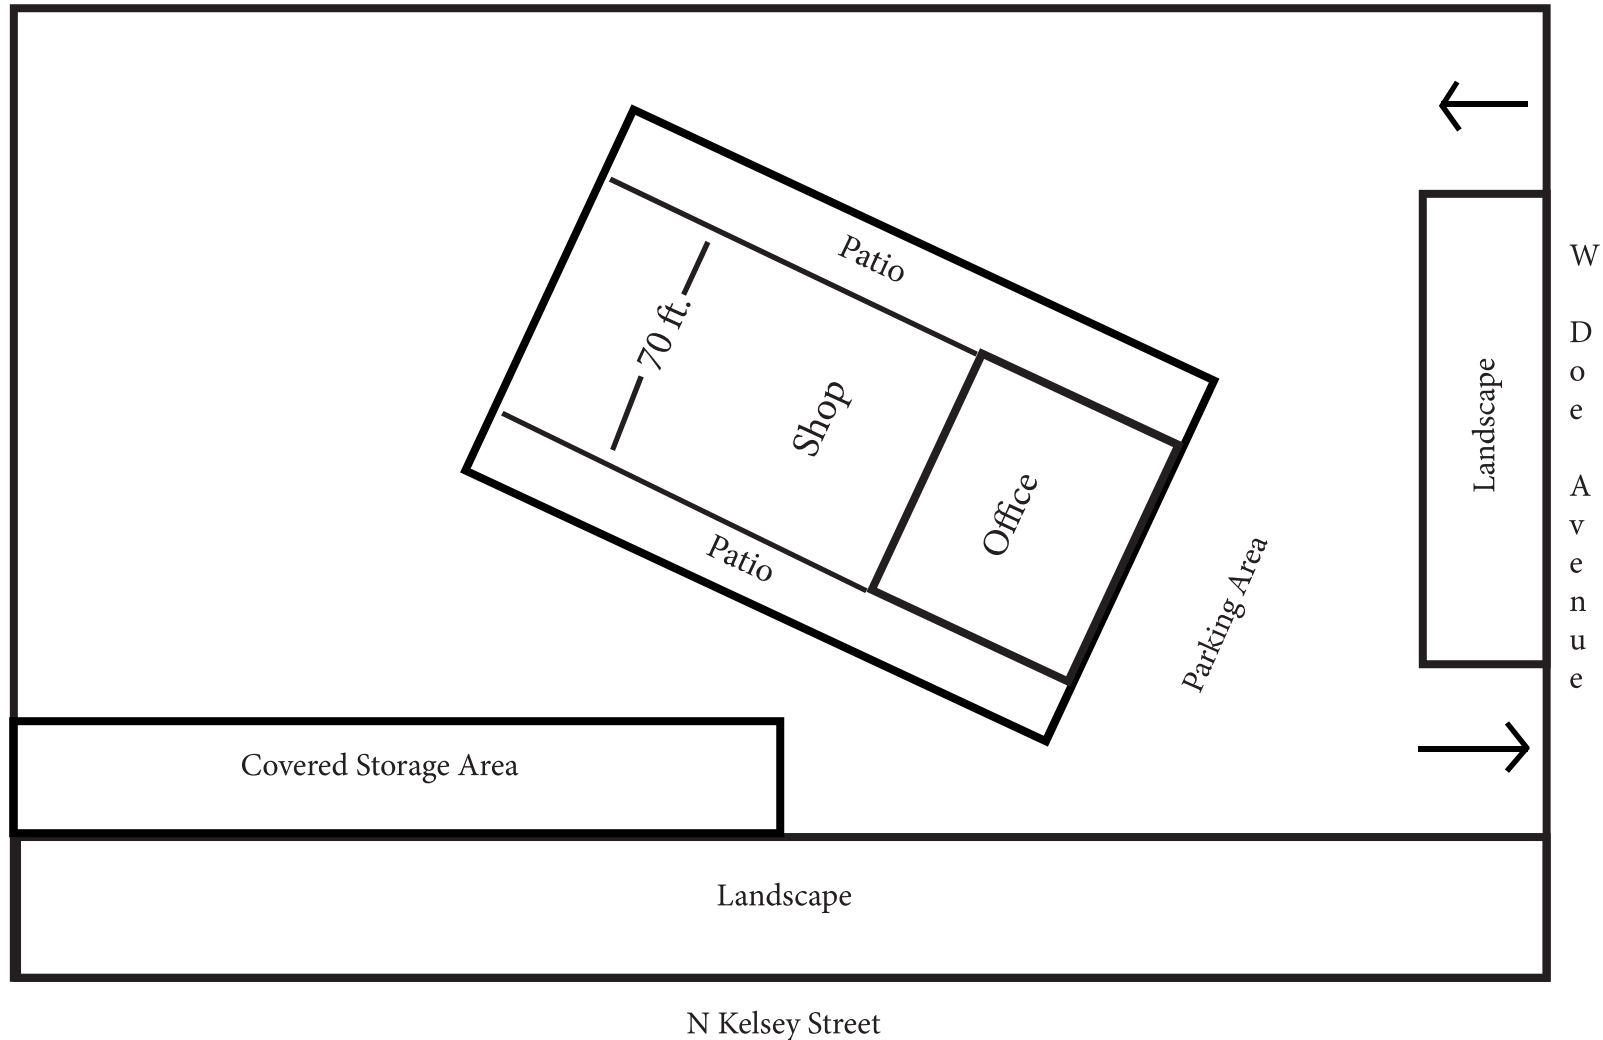 Patio
70 ft.
Shop
Office
Patio
Parking Area
Landscape
W Doe Avenue
Covered Storage Area
Landscape
N Kelsey Street